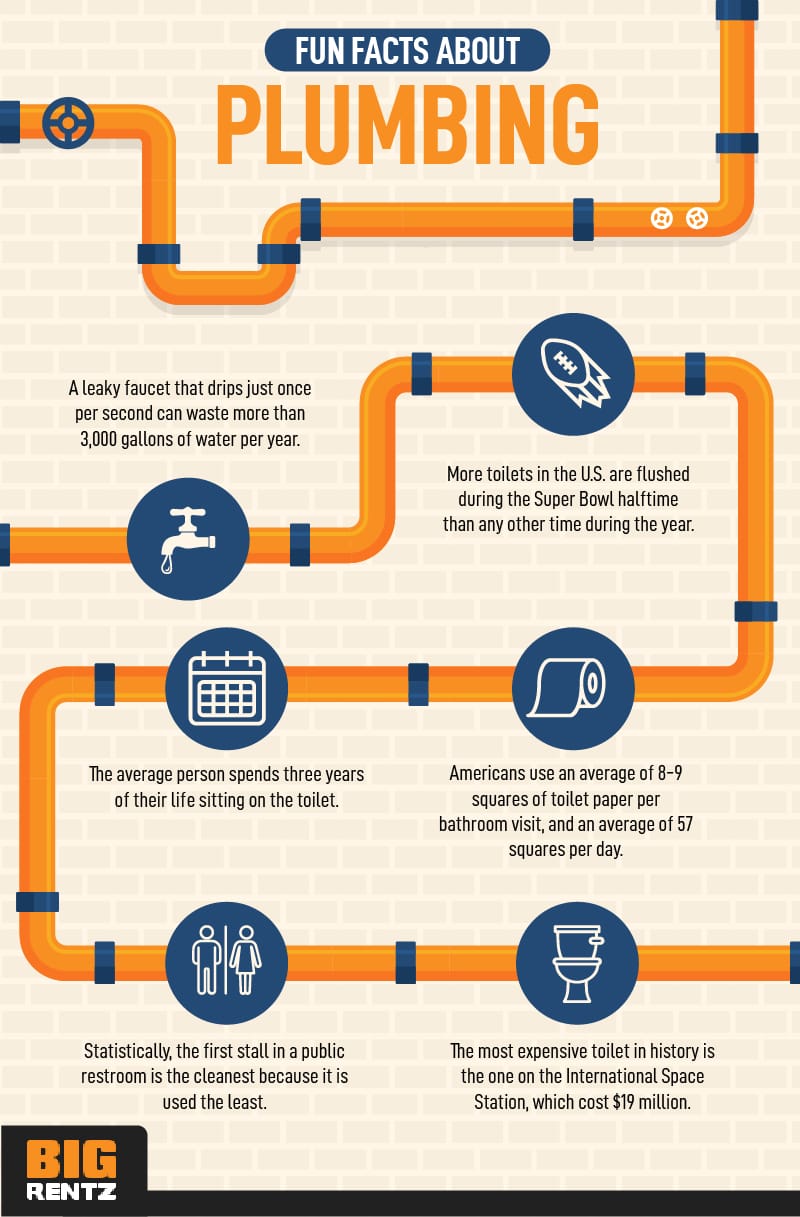 FUN FACTS ABOUT
PLUMBING
A leaky faucet that drips just once
per second can waste more than
3,000 gallons of water per year.
More toilets in the U.S. are flushed
during the Super Bowl halftime
than any other time during the year.
The average person spends three years
of their life sitting on the toilet.
Americans use an average of 8-9
squares of toilet paper per
bathroom visit, and an average of 57
squares per day.
Statistically, the first stall in a public
restroom is the cleanest because it is
used the least.
The most expensive toilet in history is
the one on the International Space
Station, which cost $19 million.
BIG
RENTZ